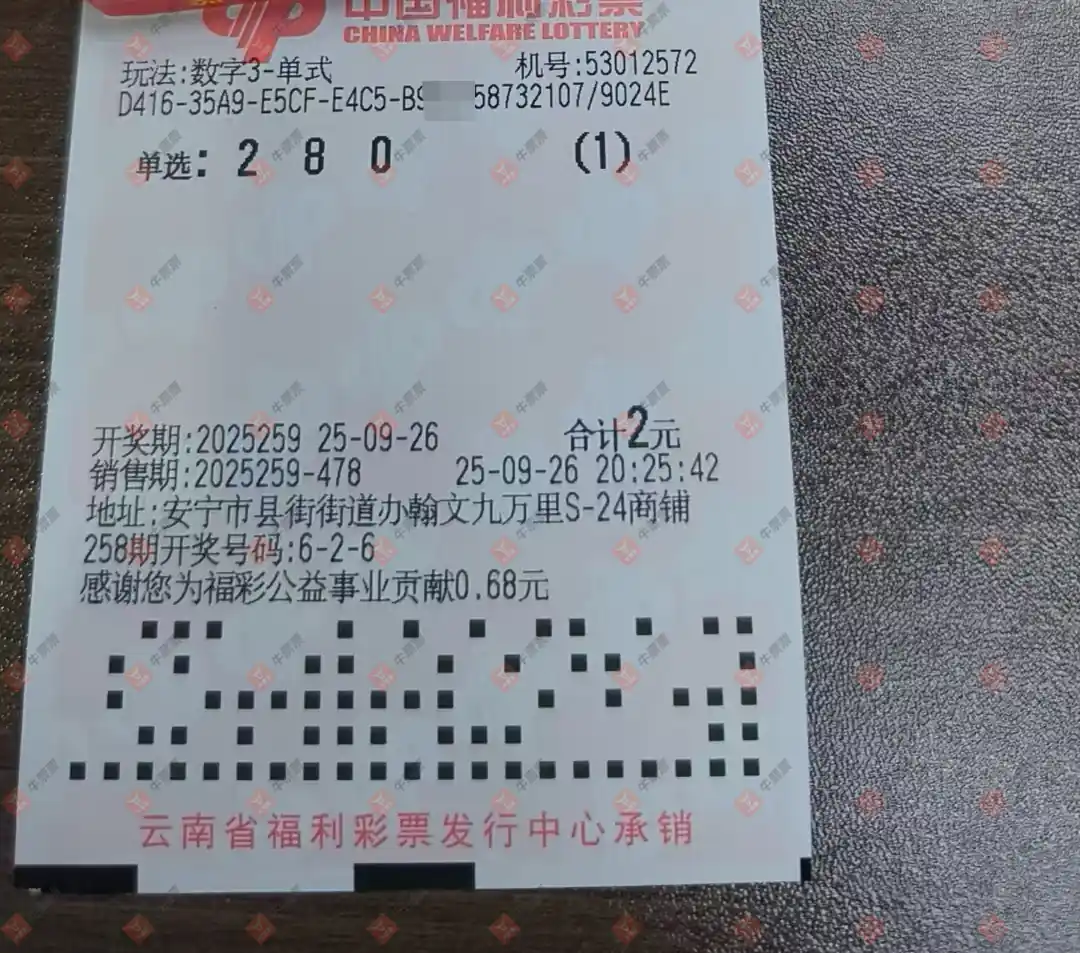 中国福利彩票
CHINA WELFARE LOTTERY
玩法:数字3-单式 机号:53012572
D416-35A9-E5CF-E4C5-B9 58732107/9024E
单选: 2 8 0 (1)
开奖期:2025259 25-09-26 合计2元
销售期:2025259-478 25-09-26 20:25:42
地址:安宁市县街街道办翰文九万里S-24商铺
258期开奖号码:6-2-6
感谢您为福彩公益事业贡献0.68元
云南省福利彩票发行中心承销
牛票票